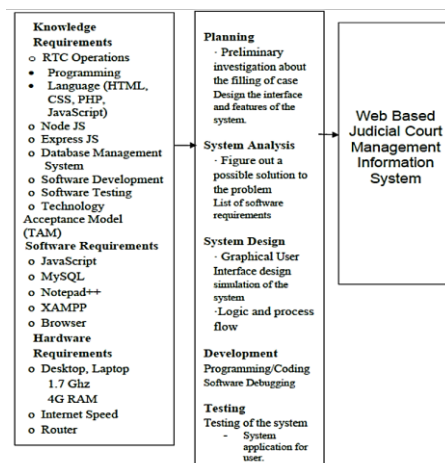 Knowledge
Requirements
o RTC Operations
• Programming
• Language (HTML,
CSS, PHP,
JavaScript)
o Node JS
o Express JS
o Database Management
System
o Software Development
o Software Testing
o Technology
Acceptance Model
(TAM)
Software Requirements
o JavaScript
o MySQL
o Notepad++
o XAMPP
o Browser
Hardware
Requirements
o Desktop, Laptop
1.7 Ghz
4G RAM
o Internet Speed
o Router
Planning
· Preliminary
investigation about
the filling of case
Design the interface
and features of the
system.
System Analysis
· Figure out a
possible solution to
the problem
List of software
requirements
System Design
· Graphical User
Interface design
simulation of the
system
·Logic and process
flow
Development
Programming/Coding
Software Debugging
Testing
Testing of the system
- System
application for
user.
Web Based
Judicial Court
Management
Information
System